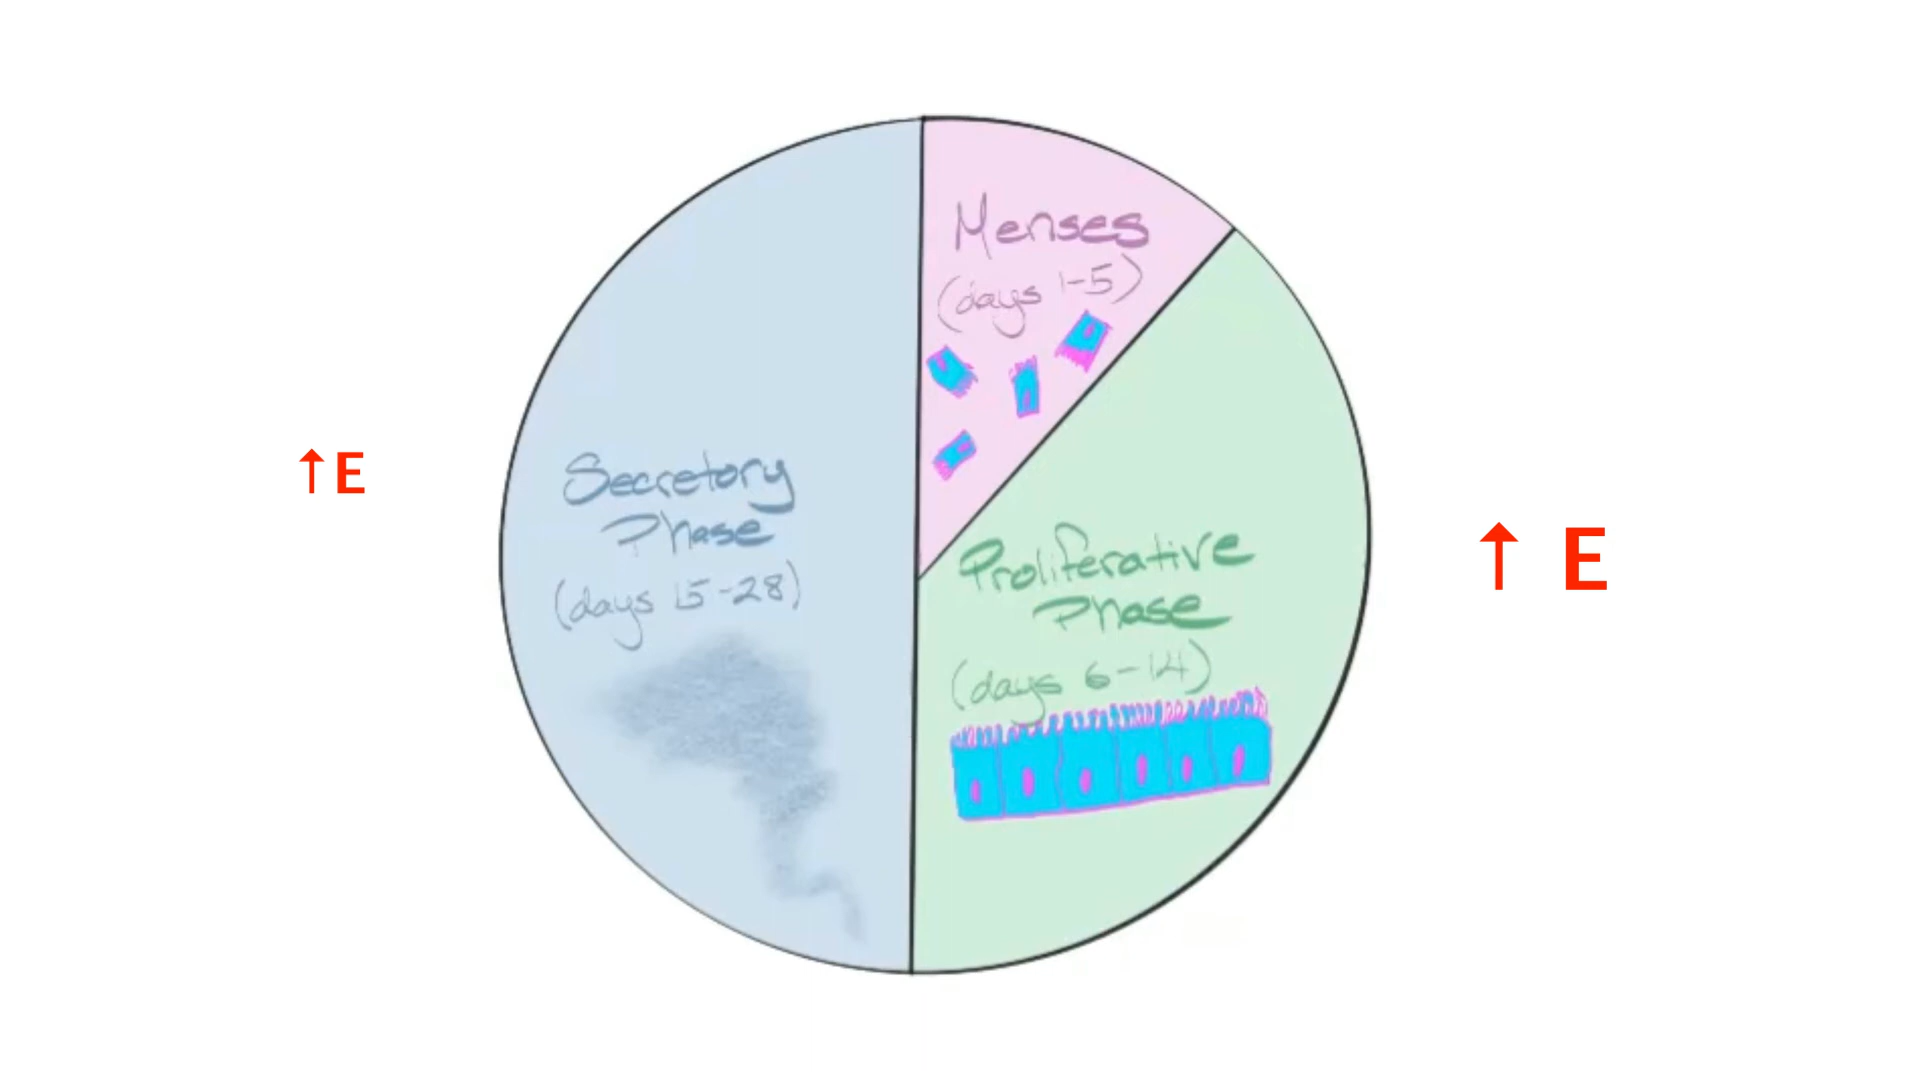 Menses
(days 1-5)
Proliferative
Phase
(days 6-14)
Secretory
Phase
(days 15-28)
↑E
↑ E